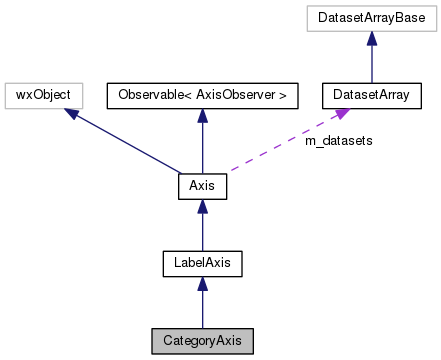 DatasetArrayBase
wxObject
Observable< AxisObserver >
DatasetArray
m_datasets
Axis
LabelAxis
CategoryAxis